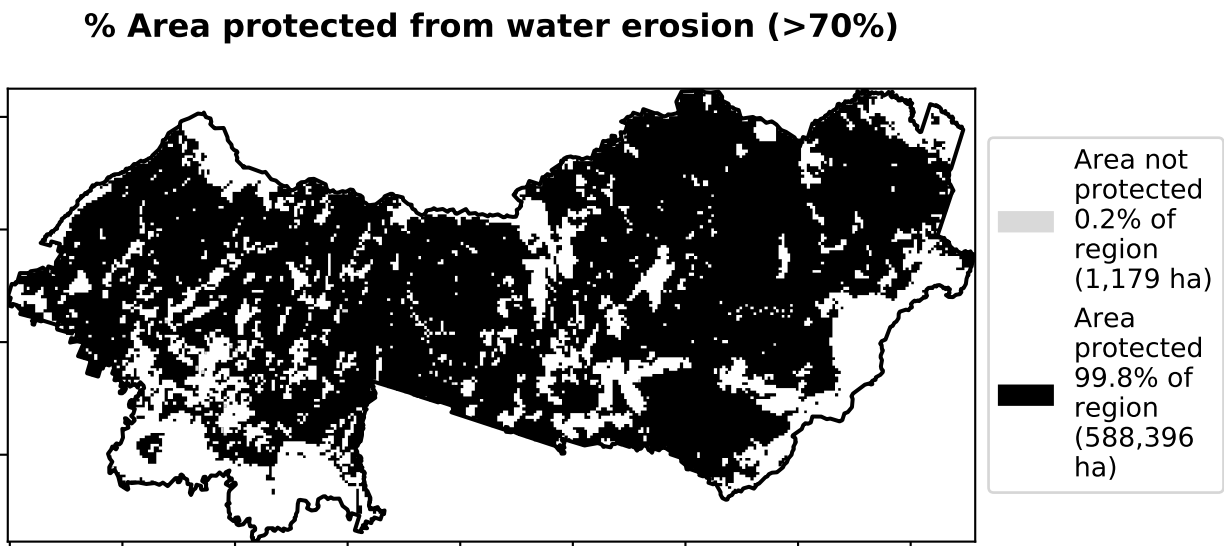 % Area protected from water erosion (>70%)
Area not
protected
0.2% of
region
(1,179 ha)
Area
protected
99.8% of
region
(588,396
ha)